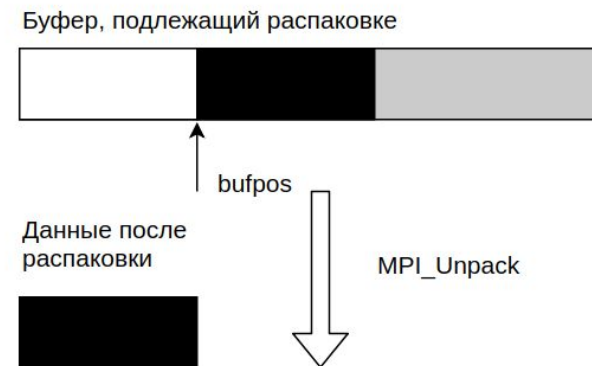 Буфер, подлежащий распаковке
bufpos
Данные после
распаковки
MPI_Unpack